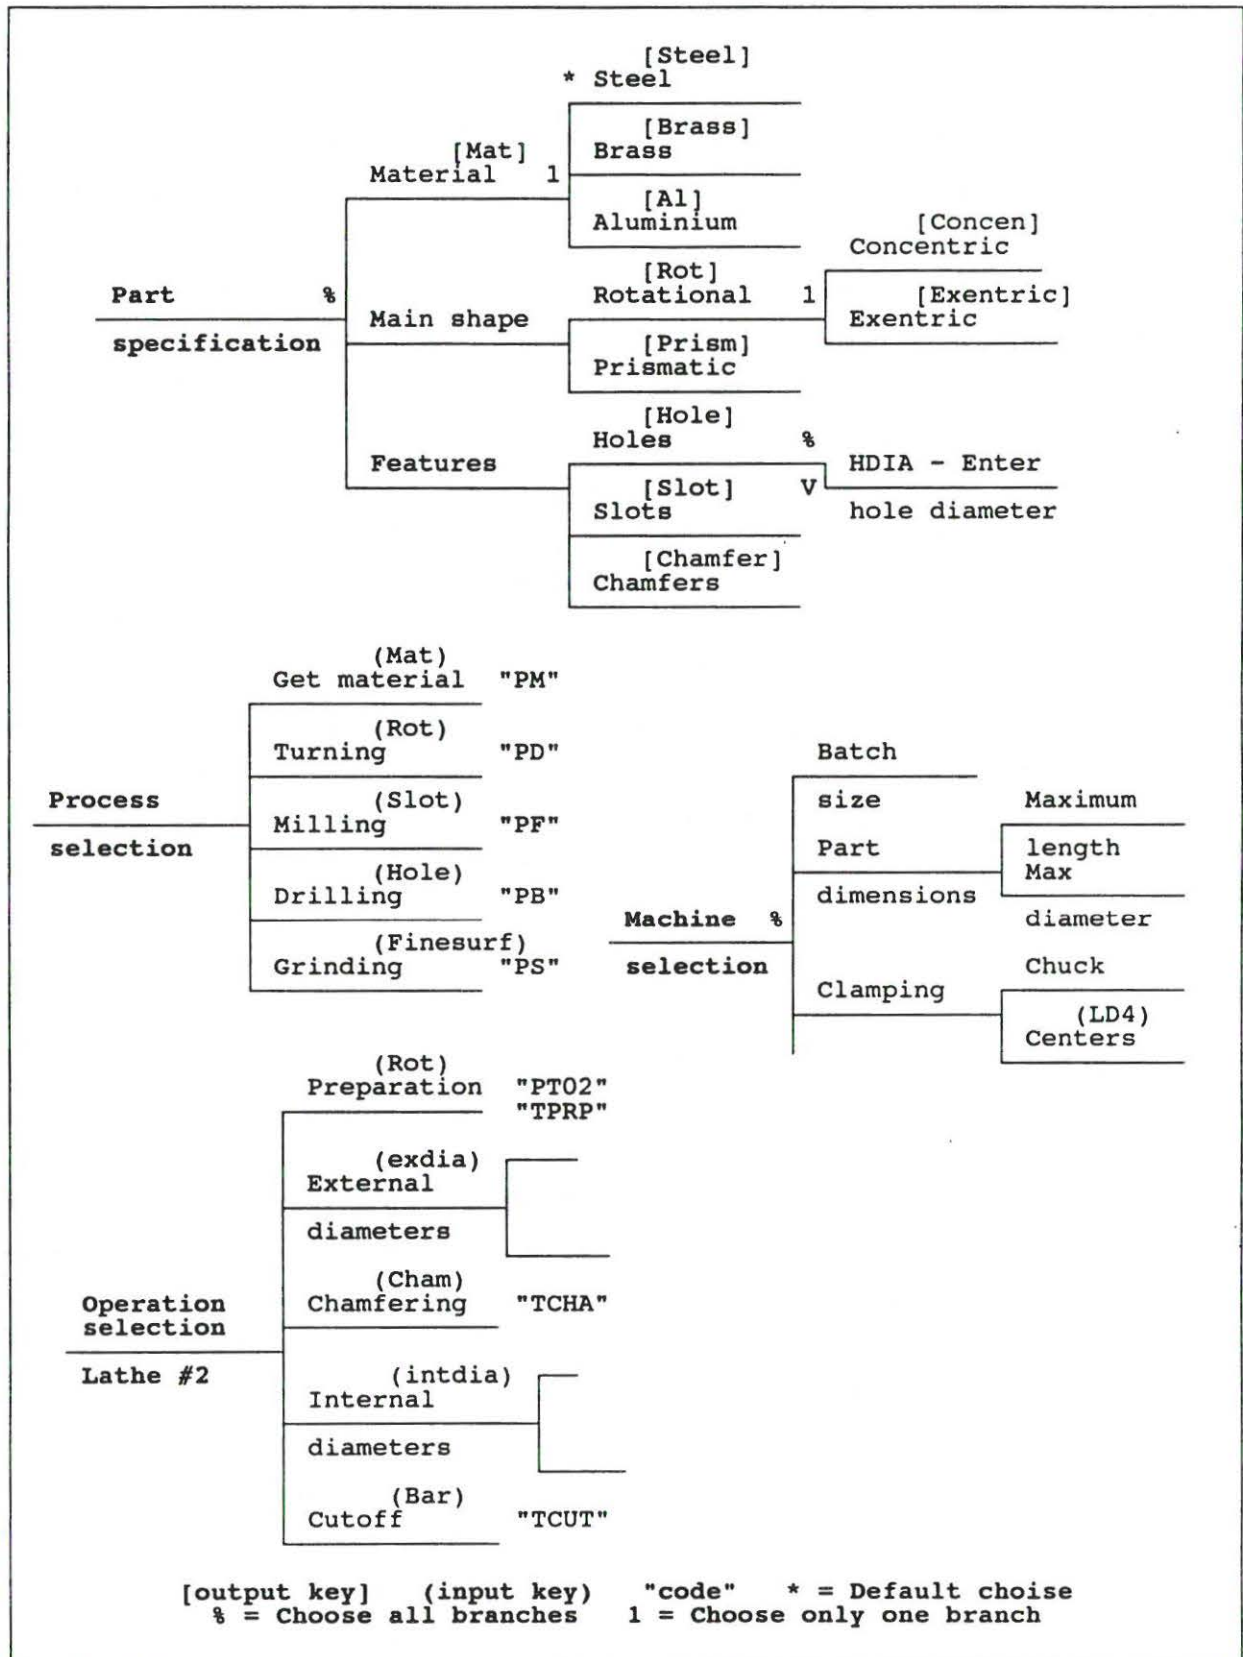 [Steel]
* Steel
[Brass]
Brass
[Mat]
Material 1
[Al]
Aluminium
[Concen]
Concentric
[Rot]
Rotational 1
Part %
specification
[Exentric]
Exentric
Main shape
[Prism]
Prismatic
[Hole]
Holes %
Features
HDIA - Enter
hole diameter
[Slot] V
Slots
[Chamfer]
Chamfers
(Mat)
Get material "PM"
(Rot)
Turning "PD"
Process
selection
(Slot)
Milling "PF"
(Hole)
Drilling "PB"
(Finesurf)
Grinding "PS"
Batch
size
Maximum
length
Part
dimensions
Max
diameter
Machine %
selection
Chuck
Clamping
(LD4)
Centers
(Rot)
Preparation "PT02"
"TPRP"
(exdia)
External
diameters
(Cham)
Chamfering "TCHA"
Operation
selection
Lathe #2
(intdia)
Internal
diameters
(Bar)
Cutoff "TCUT"
[output key] (input key) "code" * = Default choise
% = Choose all branches 1 = Choose only one branch